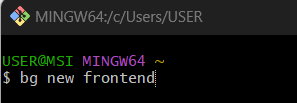 MINGW64:/c/Users/USER
USER@MSI MINGW64 ~
$ bg new frontend